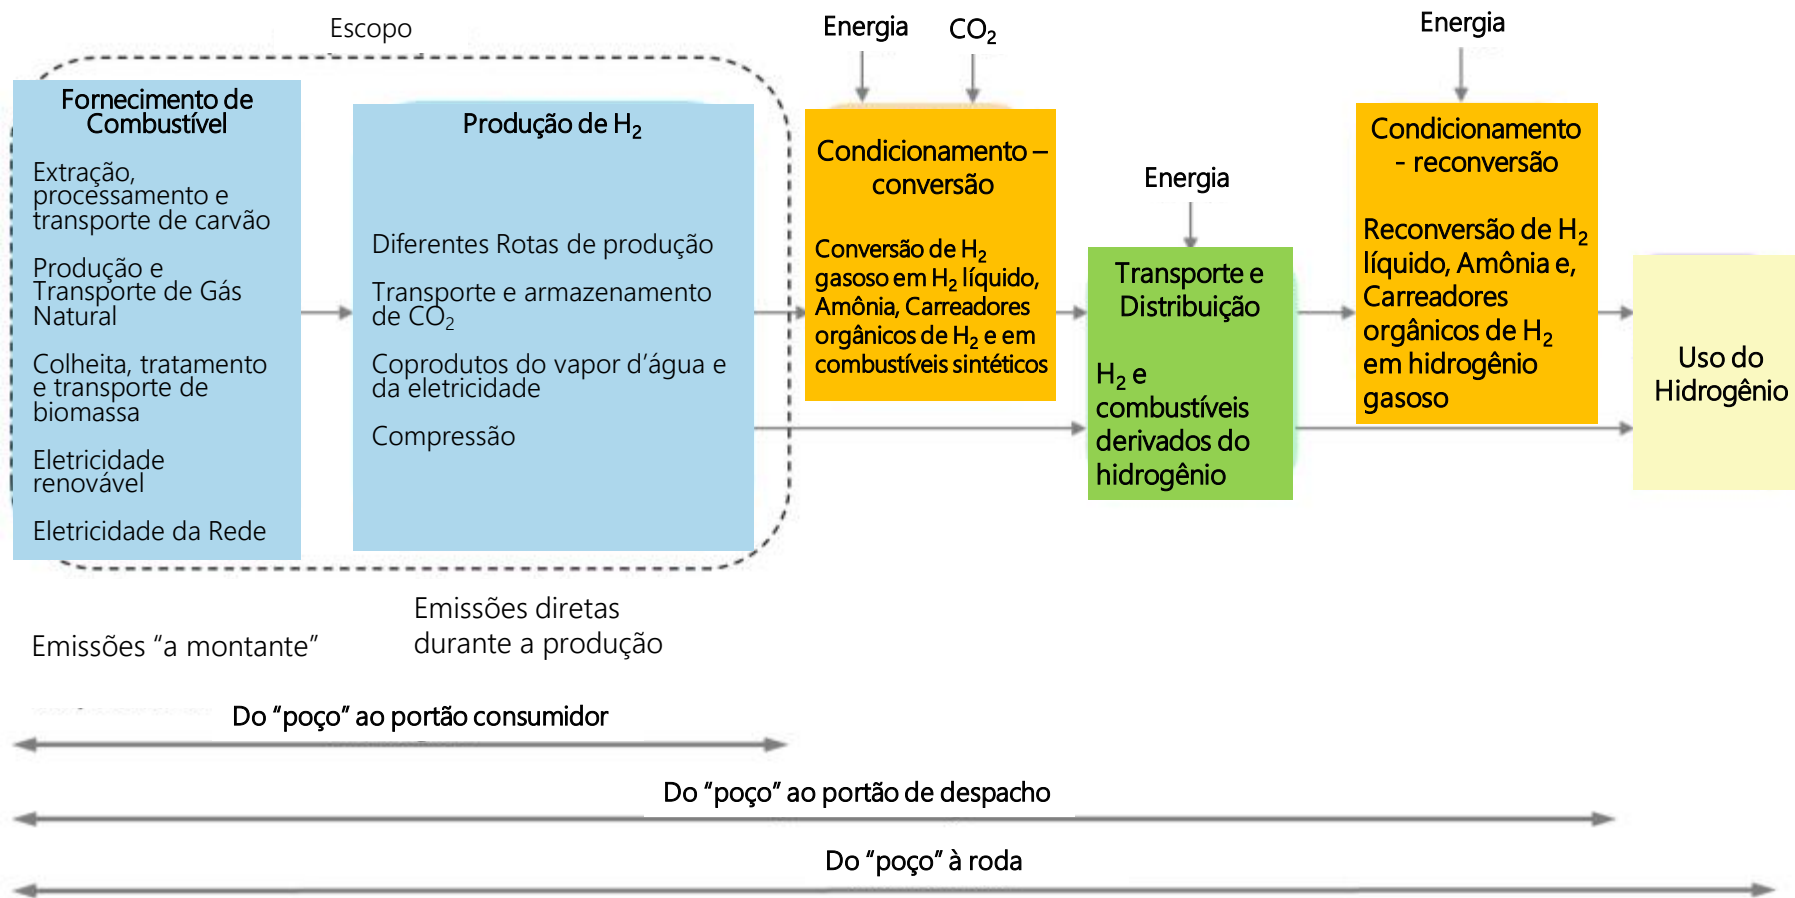 Escopo
Energia
CO₂
Energia
Fornecimento de
Combustível
Extração,
processamento e
transporte de carvão
Produção e
Transporte de Gás
Natural
Colheita, tratamento
e transporte de
biomassa
Eletricidade
renovável
Eletricidade da Rede
Produção de H₂
Diferentes Rotas de produção
Transporte e armazenamento
de CO₂
Coprodutos do vapor d’água e
da eletricidade
Compressão
Condicionamento –
conversão
Conversão de H₂
gasoso em H₂ líquido,
Amônia, Carreadores
orgânicos de H₂ e em
combustíveis sintéticos
Energia
Transporte e
Distribuição
H₂ e
combustíveis
derivados do
hidrogênio
Condicionamento
- reconversão
Reconversão de H₂
líquido, Amônia e,
Carreadores
orgânicos de H₂
em hidrogênio
gasoso
Uso do
Hidrogênio
Emissões “a montante”
Emissões diretas
durante a produção
Do “poço” ao portão consumidor
Do “poço” ao portão de despacho
Do “poço” à roda